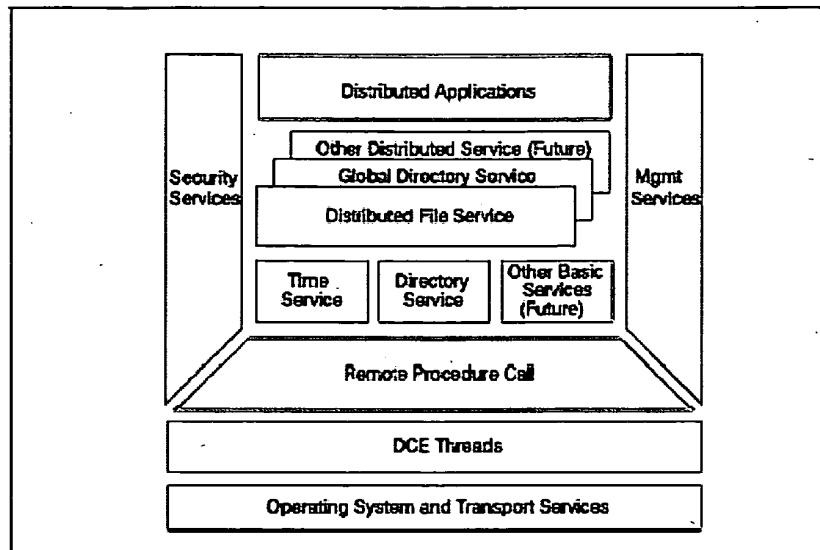 Distributed Applications
Other Distributed Service (Future)
Global Directory Service
Distributed File Service
Security
Services
Mgmt
Services
Time
Service
Directory
Service
Other Basic
Services
(Future)
Remote Procedure Call
DCE Threads
Operating System and Transport Services